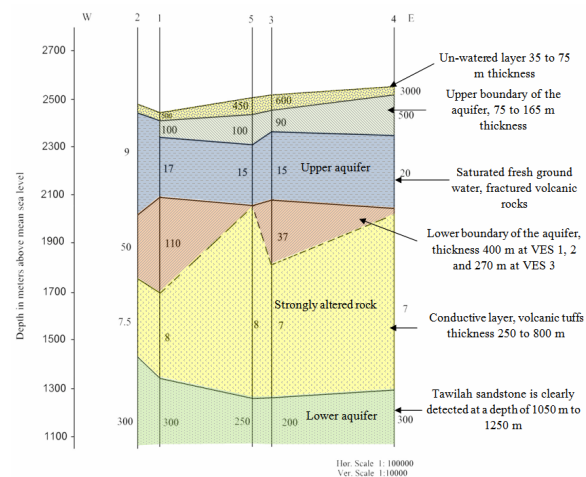 W 2 1 5 3 4 E
2700
2500
2300
2100
1900
1700
1500
1300
1100
Depth in meters above mean sea level
500 450 600 3000
100 100 90 500
9 17 15 15 20
Upper aquifer
50 110 37
7.5 8 8 7 7
Strongly altered rock
300 300 250 200 300
Lower aquifer
Un-watered layer 35 to 75
m thickness
Upper boundary of the
aquifer, 75 to 165 m
thickness
Saturated fresh ground
water, fractured volcanic
rocks
Lower boundary of the aquifer,
thickness 400 m at VES 1, 2
and 270 m at VES 3
Conductive layer, volcanic tuffs
thickness 250 to 800 m
Tawilah sandstone is clearly
detected at a depth of 1050 m to
1250 m
Hor. Scale 1: 100000
Ver. Scale 1:10000